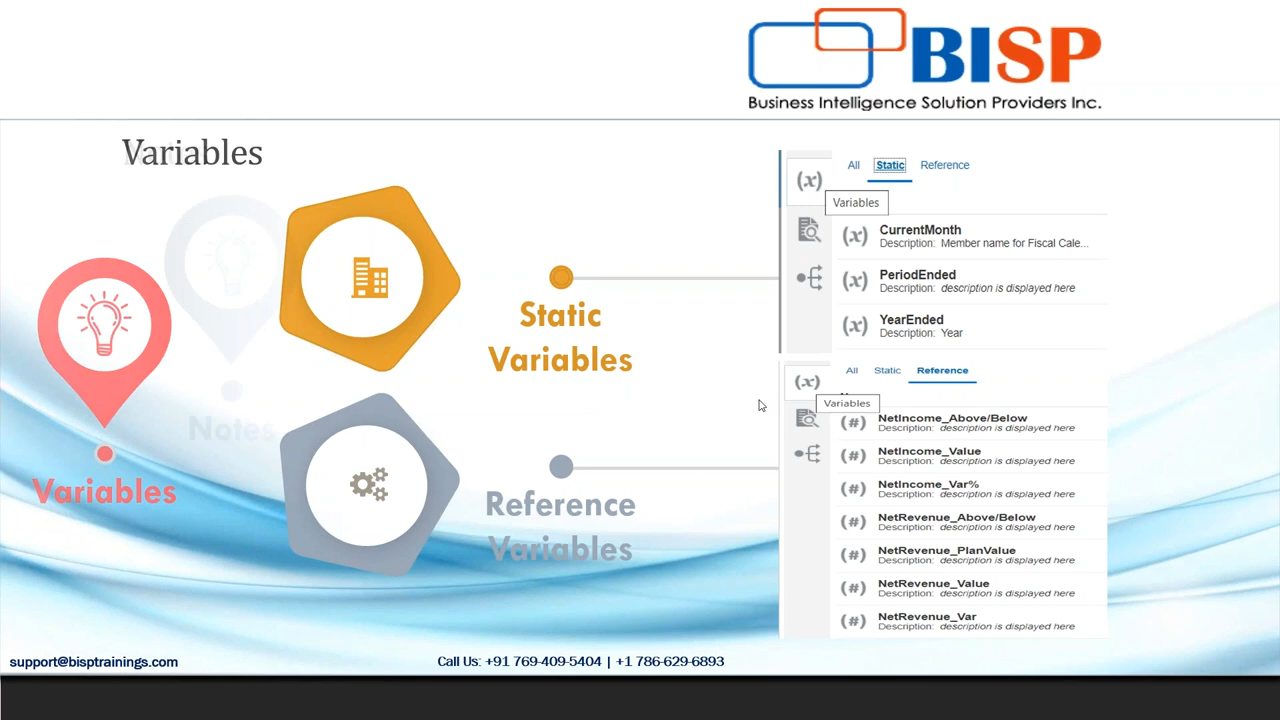 BISP
Business Intelligence Solution Providers Inc.
Variables
Notes
Variables
Static
Variables
Reference
Variables
All Static Reference
(x)
Variables
(x) CurrentMonth
Description: Member name for Fiscal Cale...
(x) PeriodEnded
Description: description is displayed here
(x) YearEnded
Description: Year
All Static Reference
(x)
Variables
(#) NetIncome_Above/Below
Description: description is displayed here
(#) NetIncome_Value
Description: description is displayed here
(#) NetIncome_Var%
Description: description is displayed here
(#) NetRevenue_Above/Below
Description: description is displayed here
(#) NetRevenue_PlanValue
Description: description is displayed here
(#) NetRevenue_Value
Description: description is displayed here
(#) NetRevenue_Var
Description: description is displayed here
support@bisptrainings.com
Call Us: +91 769-409-5404 | +1 786-629-6893